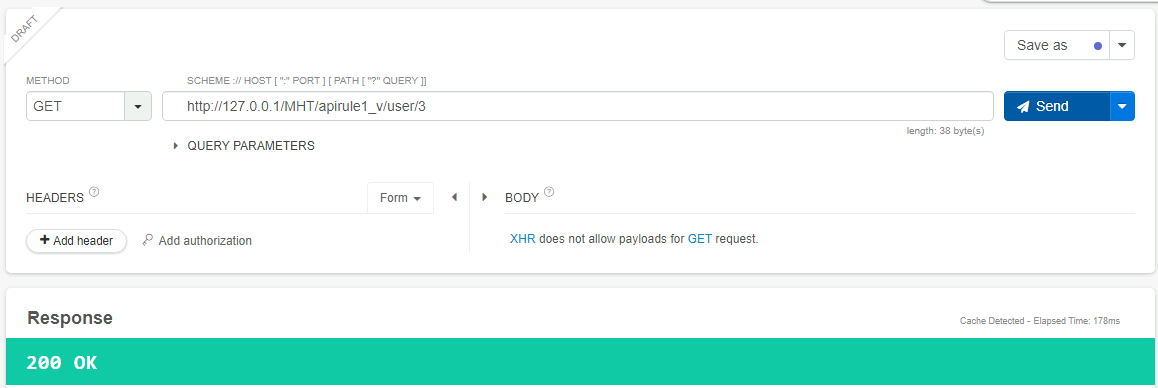 DRAFT
Save as
METHOD
SCHEME :// HOST [ ":" PORT ] [ PATH [ "?" QUERY ]]
GET
http://127.0.0.1/MHT/apirule1_v/user/3
Send
length: 38 byte(s)
QUERY PARAMETERS
HEADERS ?
Form
BODY ?
+ Add header
Add authorization
XHR does not allow payloads for GET request.
Response
Cache Detected - Elapsed Time: 178ms
200 OK